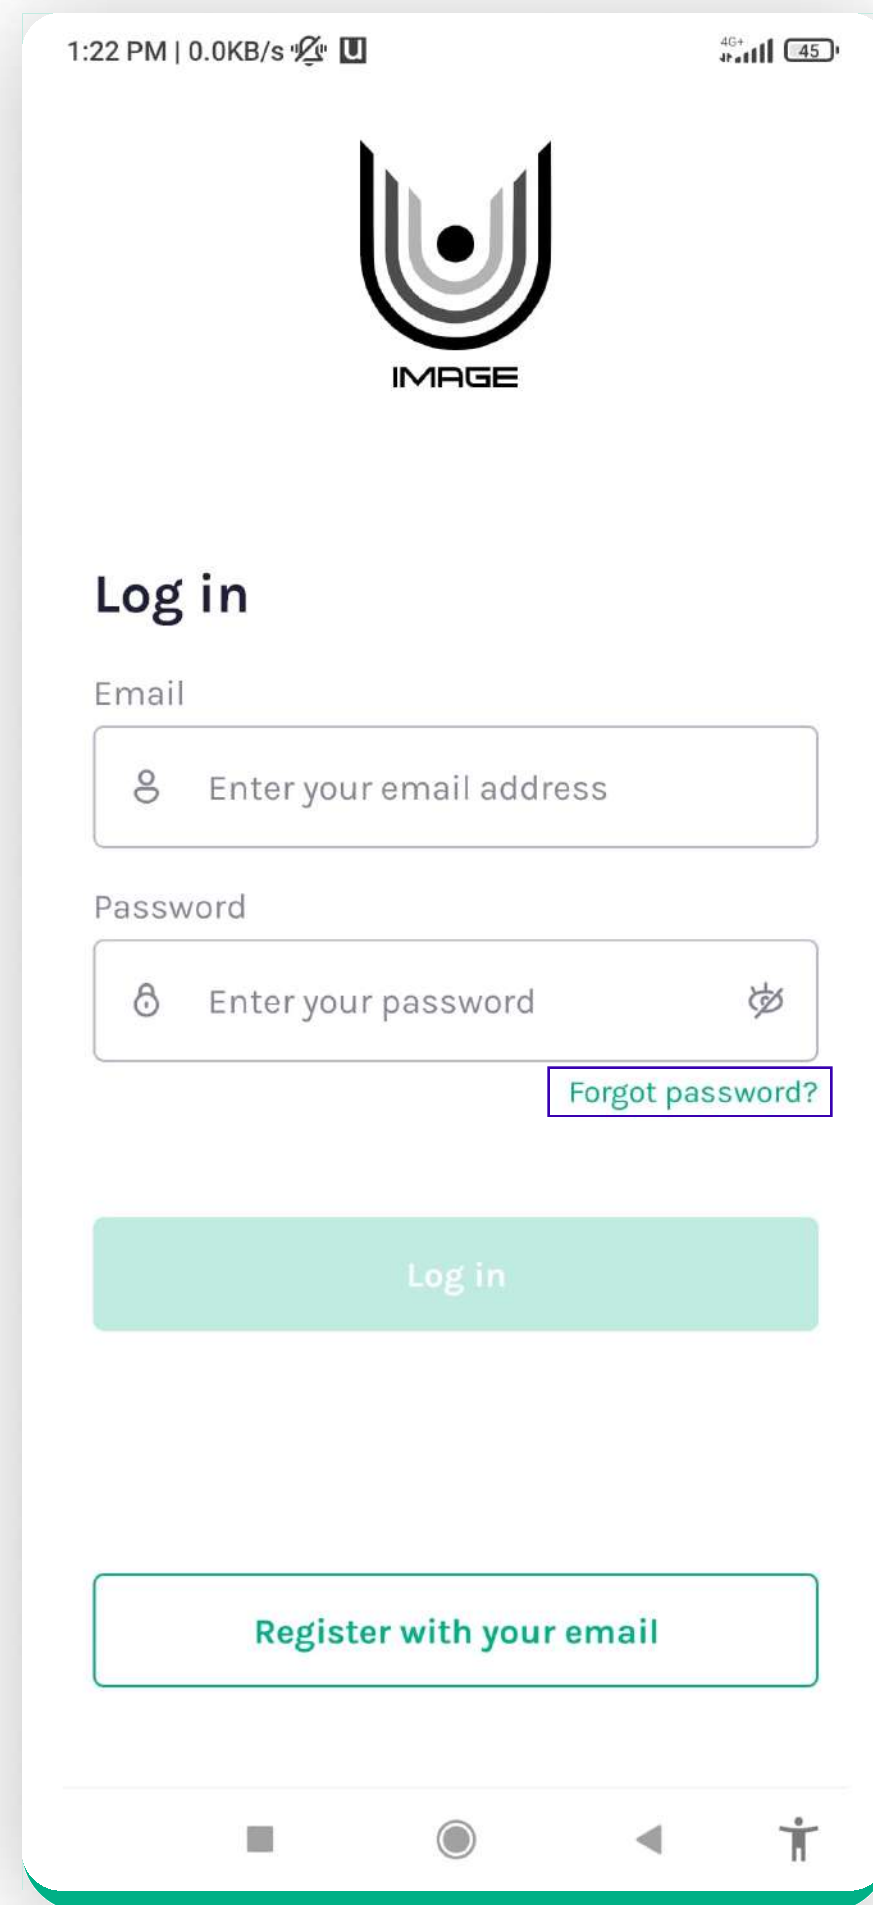 1:22 PM | 0.0KB/s
4G+
45
IMAGE
Log in
Email
Enter your email address
Password
Enter your password
Forgot password?
Log in
Register with your email